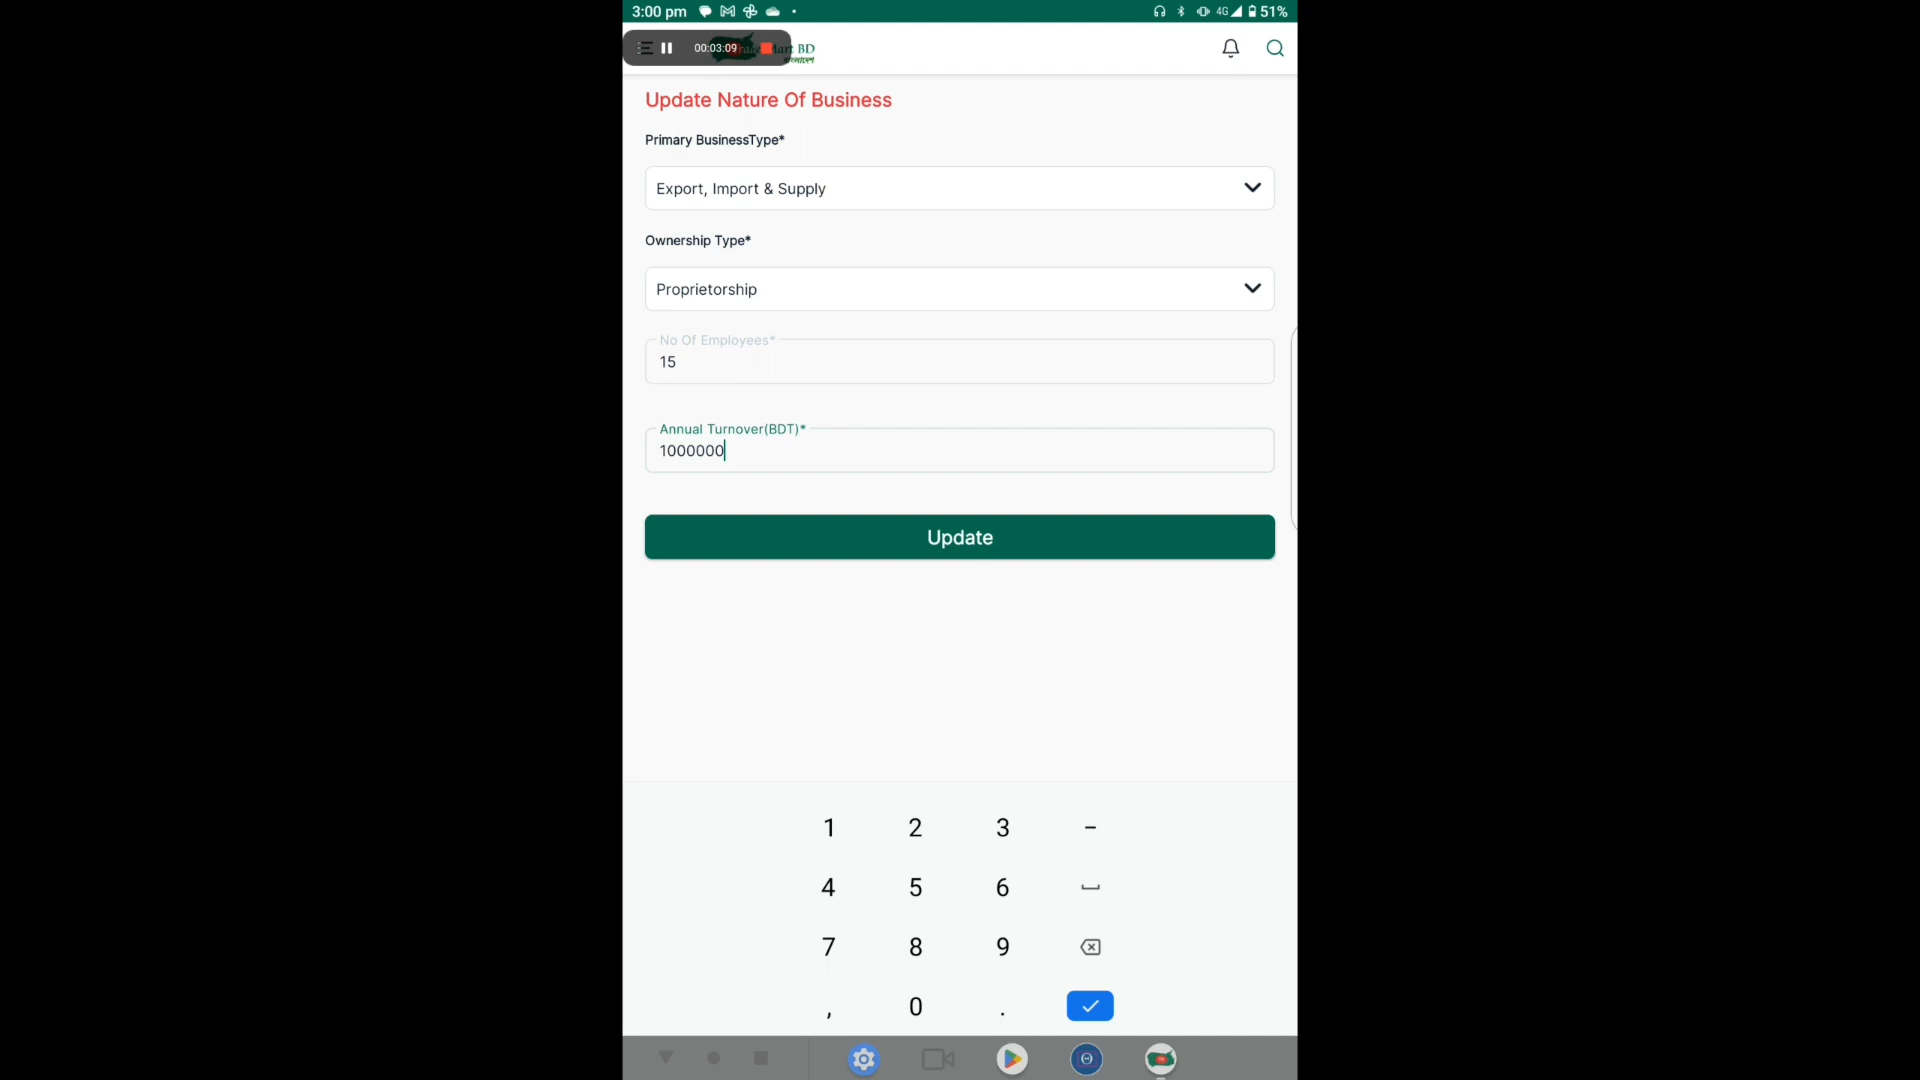 3:00 pm 4G 51%
00:03:09 Mart BD
বাংলাদেশ
Update Nature Of Business
Primary BusinessType*
Export, Import & Supply
Ownership Type*
Proprietorship
No Of Employees*
15
Annual Turnover(BDT)*
1000000
Update
1 2 3 -
4 5 6
7 8 9
, 0 .